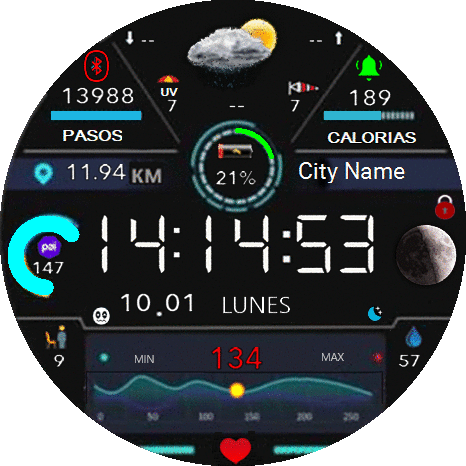 -- --
UV
7 7
--
13988 189
PASOS CALORIAS
21%
11.94 KM City Name
14:14:53
PAI
147
10.01 LUNES
9 57
MIN 134 MAX
0 50 100 150 200 250